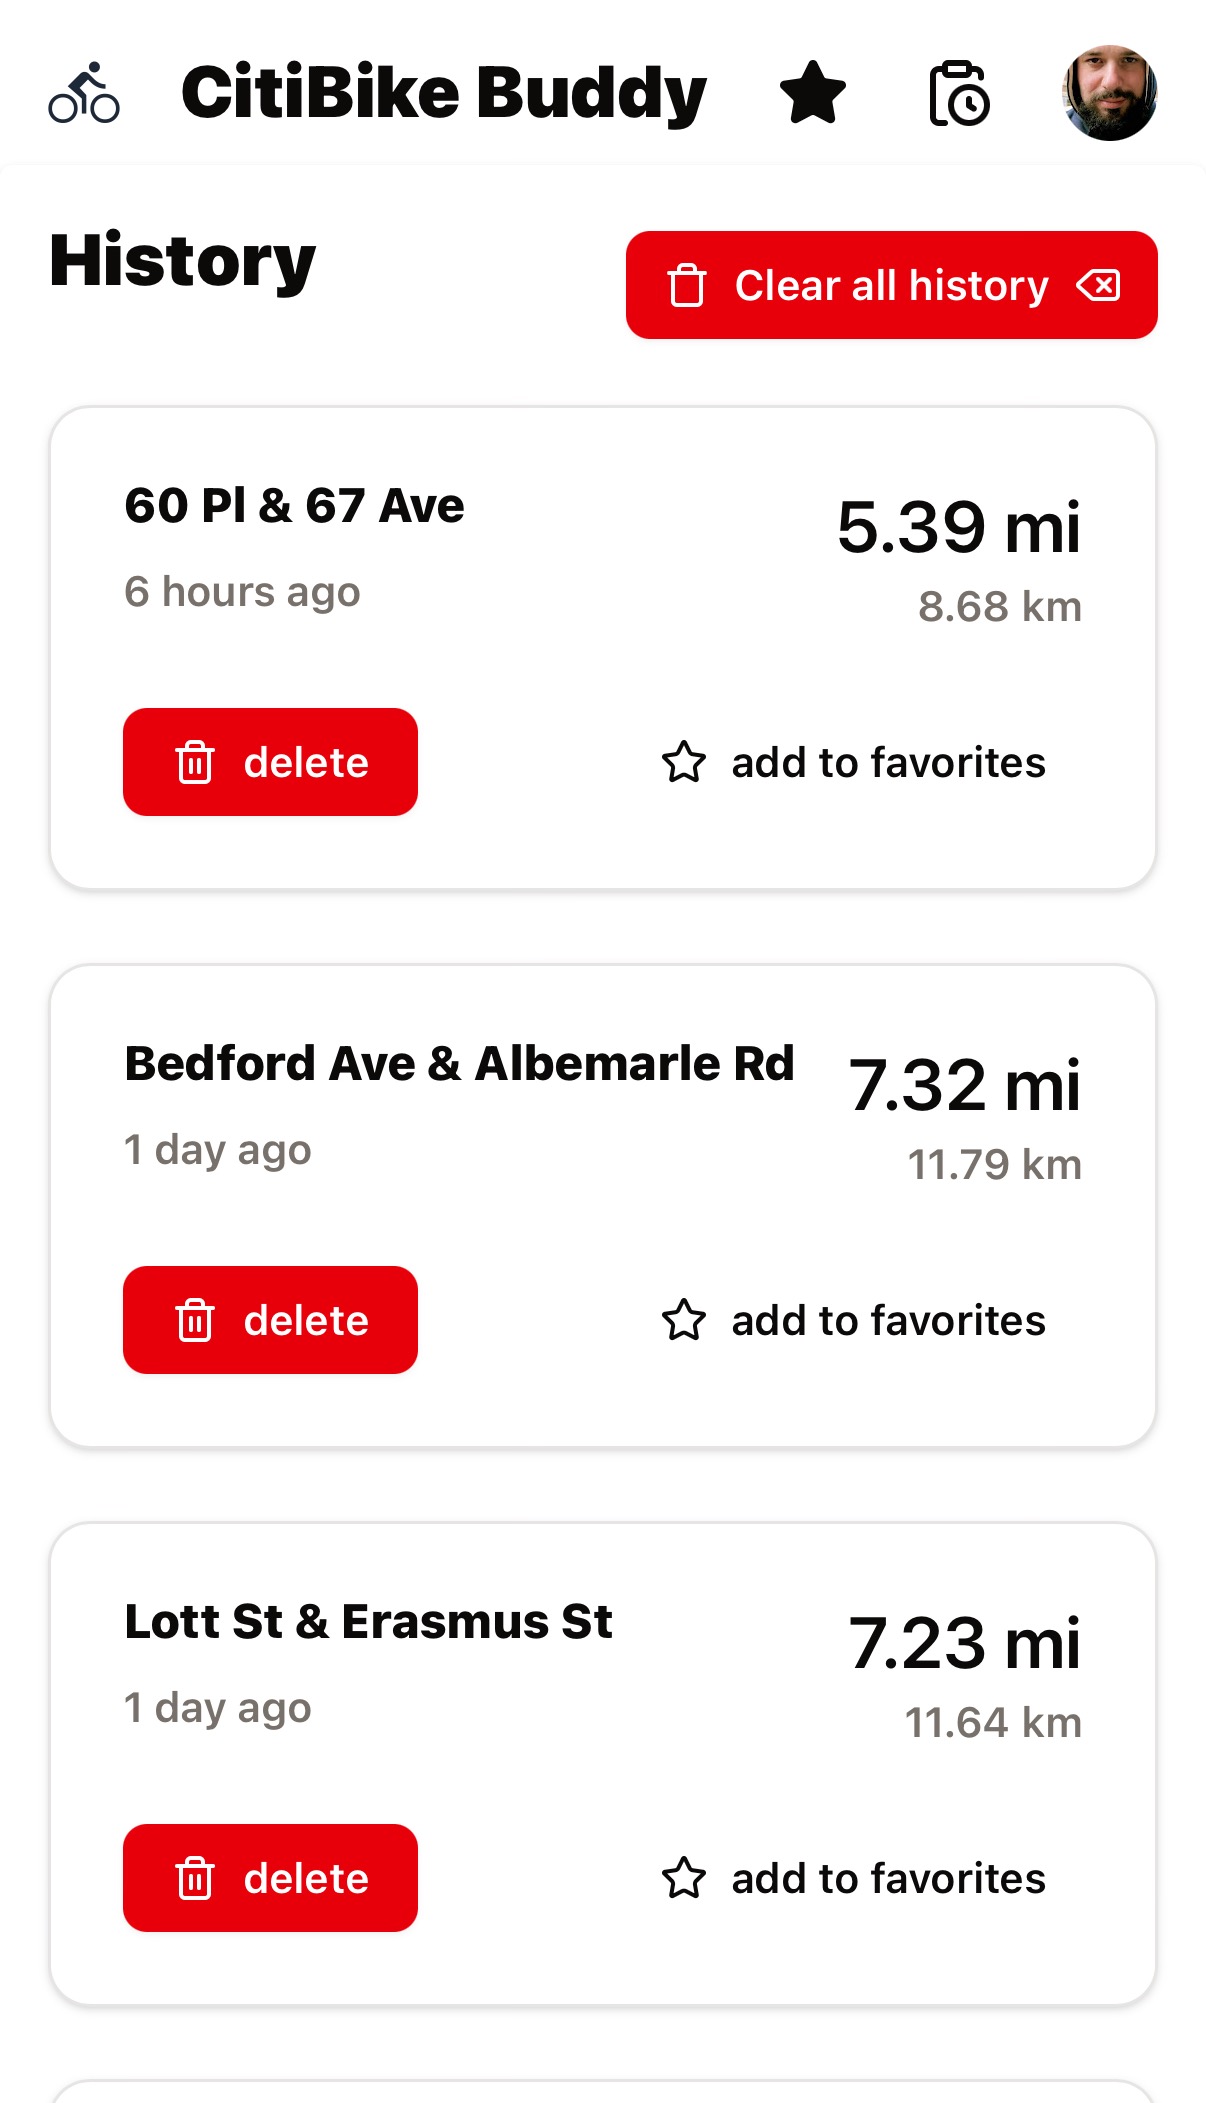 CitiBike Buddy
History
Clear all history
60 Pl & 67 Ave
5.39 mi
6 hours ago
8.68 km
delete
add to favorites
Bedford Ave & Albemarle Rd
7.32 mi
1 day ago
11.79 km
delete
add to favorites
Lott St & Erasmus St
7.23 mi
1 day ago
11.64 km
delete
add to favorites